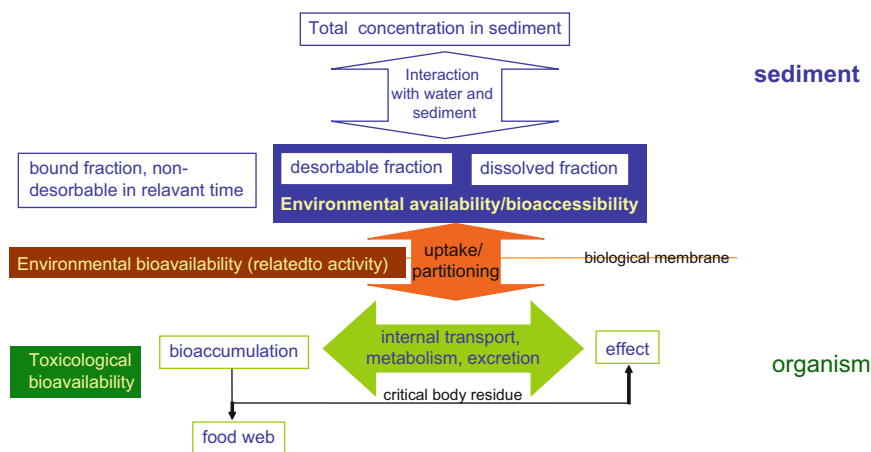 Total concentration in sediment
Interaction
with water and
sediment
sediment
bound fraction, non-
desorbable in relavant time
desorbable fraction
dissolved fraction
Environmental availability/bioaccessibility
uptake/
partitioning
Environmental bioavailability (relatedto activity)
biological membrane
Toxicological
bioavailability
bioaccumulation
internal transport,
metabolism, excretion
effect
organism
critical body residue
food web